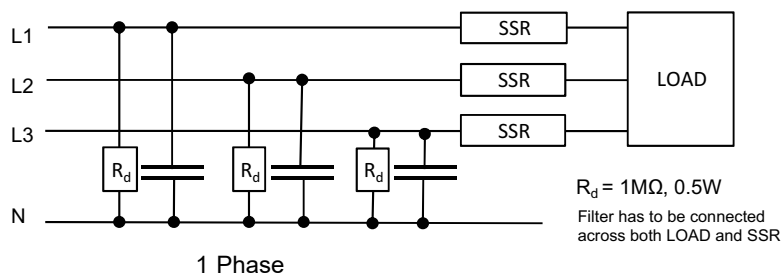 L1
SSR
L2
SSR
LOAD
L3
SSR
Rd
Rd
Rd
Rd = 1MΩ, 0.5W
N
Filter has to be connected
across both LOAD and SSR
1 Phase